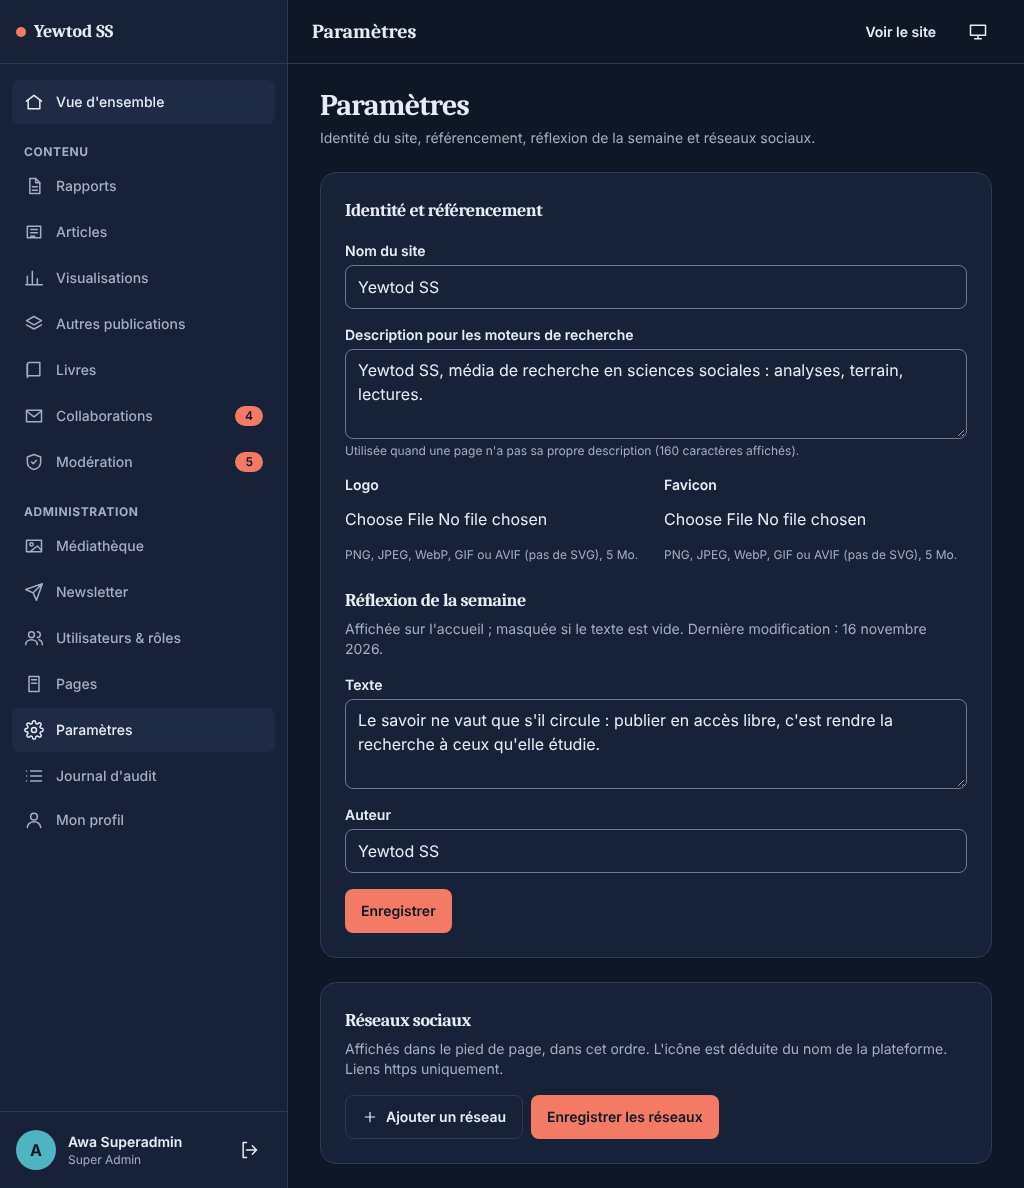 Yewtod SS
Vue d'ensemble
CONTENU
Rapports
Articles
Visualisations
Autres publications
Livres
Collaborations 4
Modération 5
ADMINISTRATION
Médiathèque
Newsletter
Utilisateurs & rôles
Pages
Paramètres
Journal d'audit
Mon profil
A
Awa Superadmin
Super Admin
Paramètres
Voir le site
Paramètres
Identité du site, référencement, réflexion de la semaine et réseaux sociaux.
Identité et référencement
Nom du site
Yewtod SS
Description pour les moteurs de recherche
Yewtod SS, média de recherche en sciences sociales : analyses, terrain,
lectures.
Utilisée quand une page n'a pas sa propre description (160 caractères affichés).
Logo
Choose File No file chosen
PNG, JPEG, WebP, GIF ou AVIF (pas de SVG), 5 Mo.
Favicon
Choose File No file chosen
PNG, JPEG, WebP, GIF ou AVIF (pas de SVG), 5 Mo.
Réflexion de la semaine
Affichée sur l'accueil ; masquée si le texte est vide. Dernière modification : 16 novembre
2026.
Texte
Le savoir ne vaut que s'il circule : publier en accès libre, c'est rendre la
recherche à ceux qu'elle étudie.
Auteur
Yewtod SS
Enregistrer
Réseaux sociaux
Affichés dans le pied de page, dans cet ordre. L'icône est déduite du nom de la plateforme.
Liens https uniquement.
Ajouter un réseau
Enregistrer les réseaux